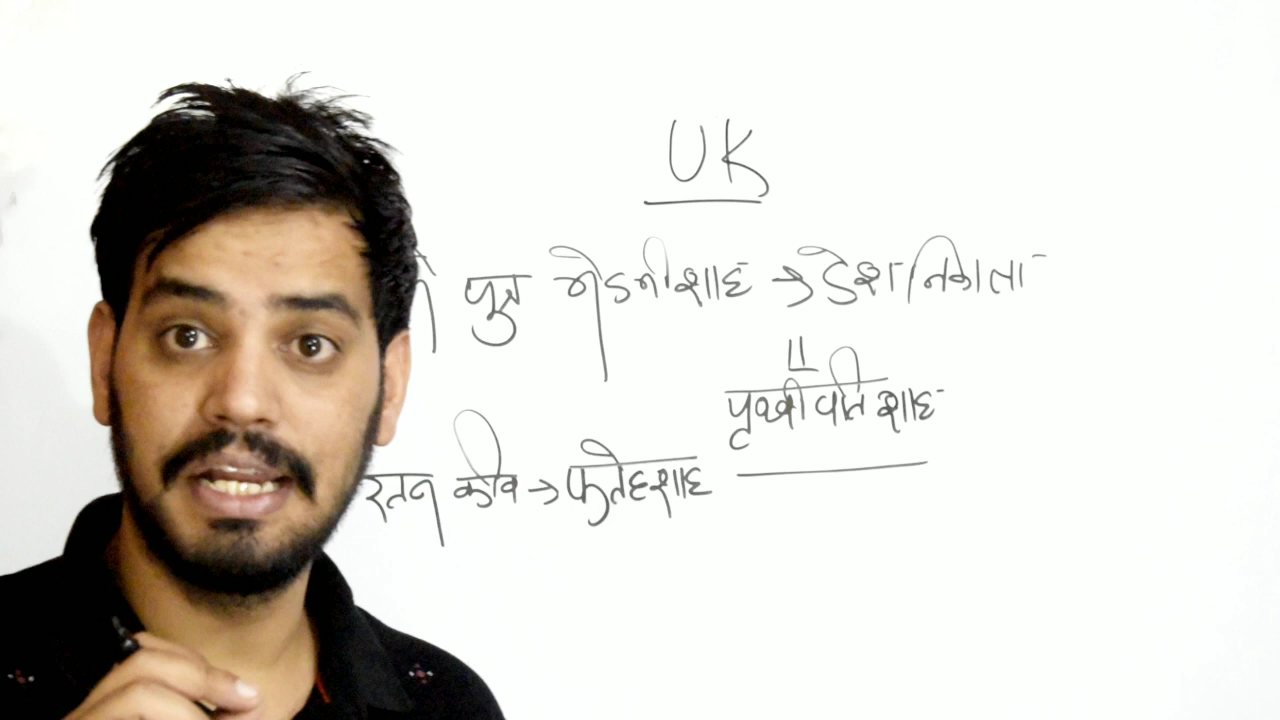 UK
पुत्र मेदनीशाह → देश निकाला
पृथ्वीपति शाह
रतन कवि → फतेहशाह